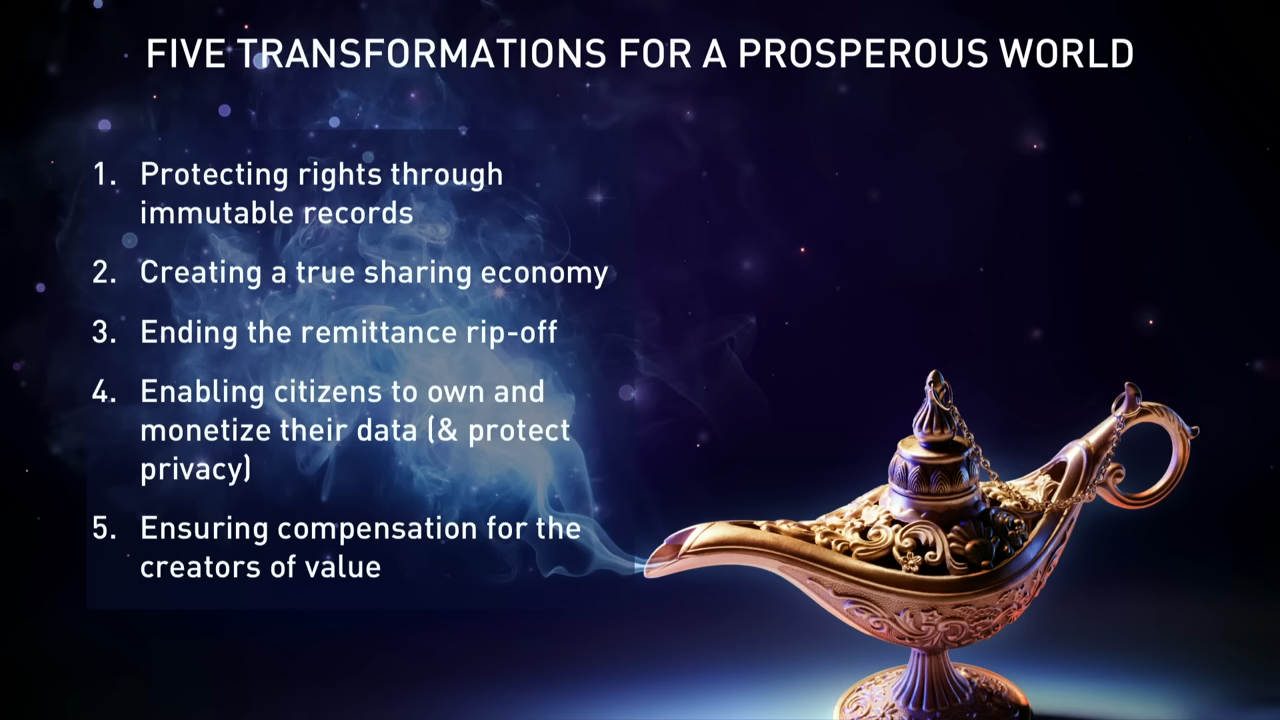 FIVE TRANSFORMATIONS FOR A PROSPEROUS WORLD
1. Protecting rights through
immutable records
2. Creating a true sharing economy
3. Ending the remittance rip-off
4. Enabling citizens to own and
monetize their data (& protect
privacy)
5. Ensuring compensation for the
creators of value